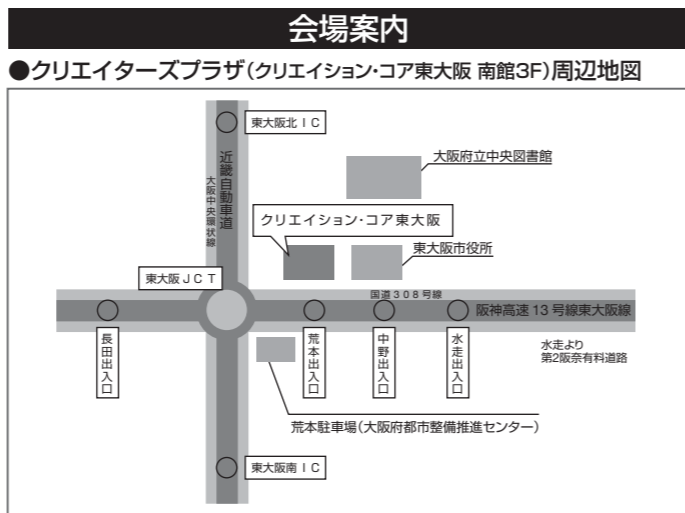 会場案内
●クリエイターズプラザ(クリエイション・コア東大阪 南館3F)周辺地図
東大阪北IC
近畿自動車道
大阪中央環状線
大阪府立中央図書館
クリエイション・コア東大阪
東大阪市役所
東大阪JCT
国道308号線
阪神高速13号線東大阪線
長田出入口
荒本出入口
中野出入口
水走出入口
水走より
第2阪奈有料道路
荒本駐車場(大阪府都市整備推進センター)
東大阪南IC